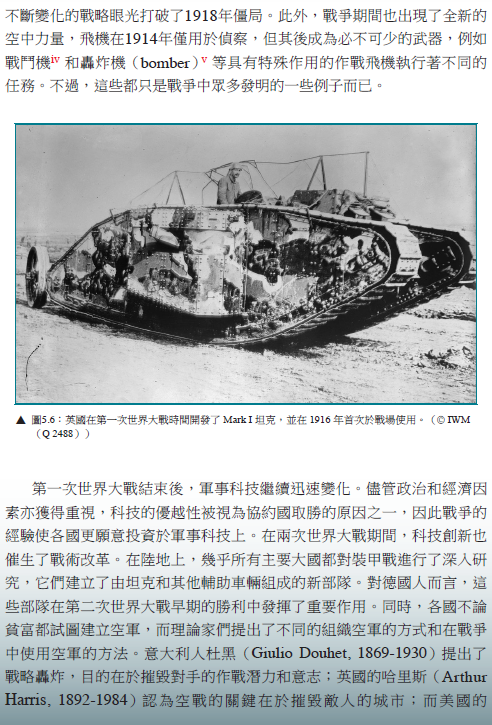 不斷變化的戰略眼光打破了1918年僵局。此外，戰爭期間也出現了全新的
空中力量，飛機在1914年僅用於偵察，但其後成為必不可少的武器，例如
戰鬥機iv 和轟炸機（bomber）v 等具有特殊作用的作戰飛機執行著不同的
任務。不過，這些都只是戰爭中眾多發明的一些例子而已。
▲ 圖5.6：英國在第一次世界大戰時間開發了 Mark I 坦克，並在 1916 年首次於戰場使用。（© IWM
（Q 2488））
第一次世界大戰結束後，軍事科技繼續迅速變化。儘管政治和經濟因
素亦獲得重視，科技的優越性被視為協約國取勝的原因之一，因此戰爭的
經驗使各國更願意投資於軍事科技上。在兩次世界大戰期間，科技創新也
催生了戰術改革。在陸地上，幾乎所有主要大國都對裝甲戰進行了深入研
究，它們建立了由坦克和其他輔助車輛組成的新部隊。對德國人而言，這
些部隊在第二次世界大戰早期的勝利中發揮了重要作用。同時，各國不論
貧富都試圖建立空軍，而理論家們提出了不同的組織空軍的方式和在戰爭
中使用空軍的方法。意大利人杜黑（Giulio Douhet, 1869-1930）提出了
戰略轟炸，目的在於摧毀對手的作戰潛力和意志；英國的哈里斯（Arthur
Harris, 1892-1984）認為空戰的關鍵在於摧毀敵人的城市；而美國的